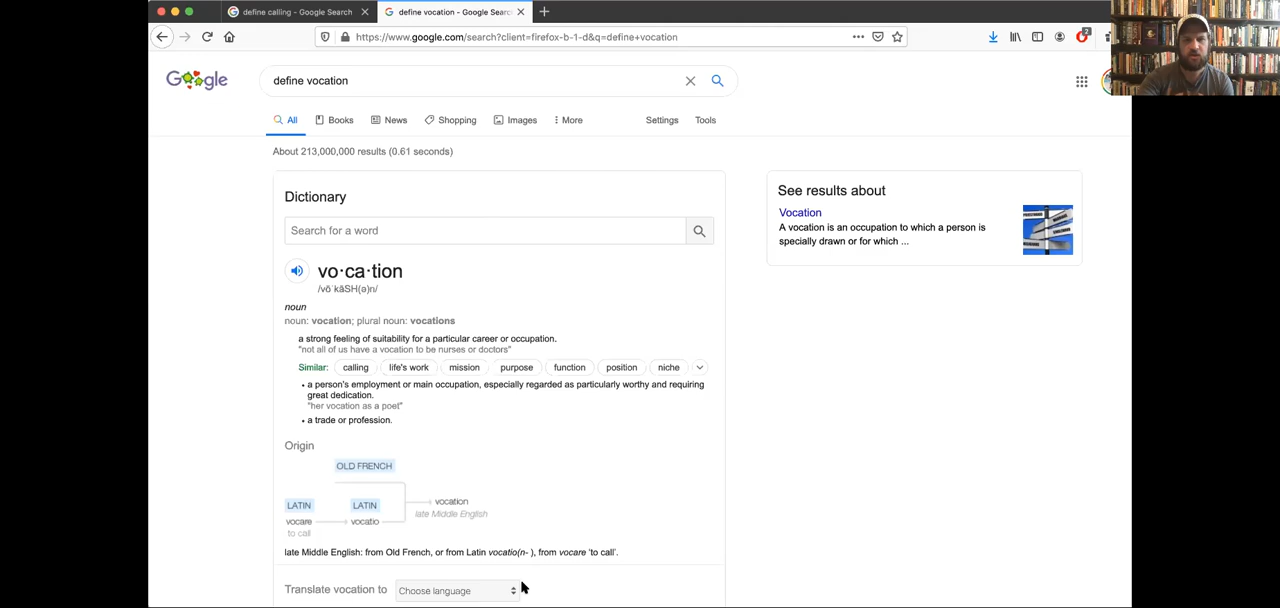 define calling - Google Search
define vocation - Google Searc
https://www.google.com/search?client=firefox-b-1-d&q=define+vocation
2
Google
define vocation
All
Books
News
Shopping
Images
More
Settings
Tools
About 213,000,000 results (0.61 seconds)
Dictionary
Search for a word
vo·ca·tion
/vōˈkāSH(ə)n/
noun
noun: vocation; plural noun: vocations
a strong feeling of suitability for a particular career or occupation.
"not all of us have a vocation to be nurses or doctors"
Similar: calling life's work mission purpose function position niche
• a person's employment or main occupation, especially regarded as particularly worthy and requiring
great dedication.
"her vocation as a poet"
• a trade or profession.
Origin
OLD FRENCH
LATIN LATIN vocation
vocare vocatio late Middle English
to call
late Middle English: from Old French, or from Latin vocatio(n- ), from vocare 'to call'.
Translate vocation to Choose language
See results about
Vocation
A vocation is an occupation to which a person is
specially drawn or for which ...